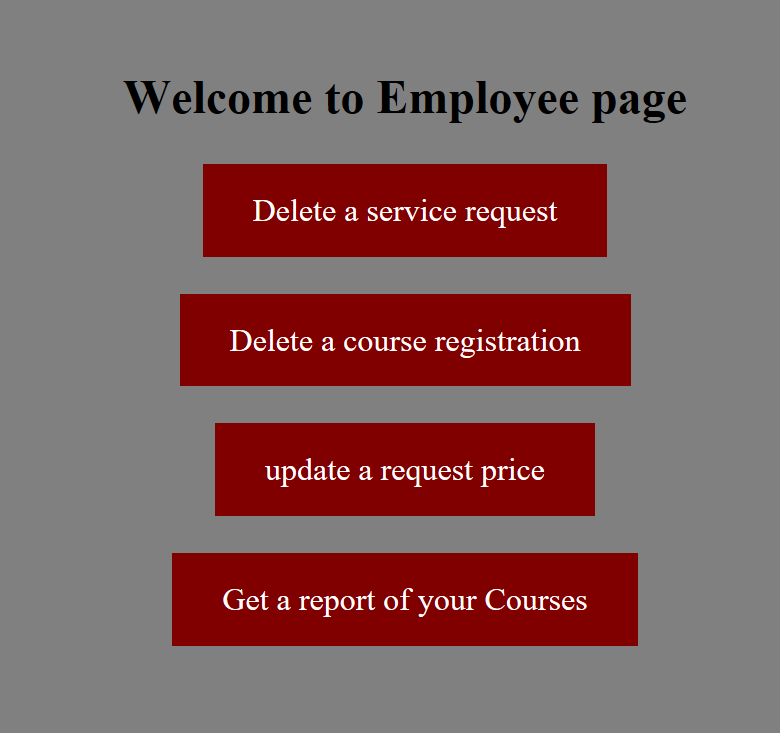 Welcome to Employee page
Delete a service request
Delete a course registration
update a request price
Get a report of your Courses